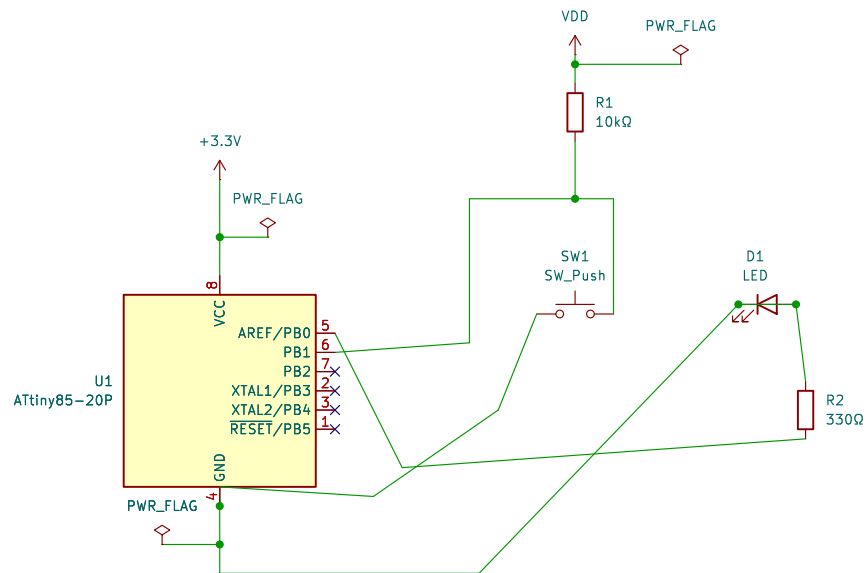 VDD
PWR_FLAG
R1
10kΩ
+3.3V
PWR_FLAG
SW1
SW_Push
D1
LED
8
VCC
AREF/PB0 5
PB1 6
PB2 7
XTAL1/PB3 2
XTAL2/PB4 3
RESET/PB5 1
U1
ATtiny85-20P
R2
330Ω
GND
4
PWR_FLAG